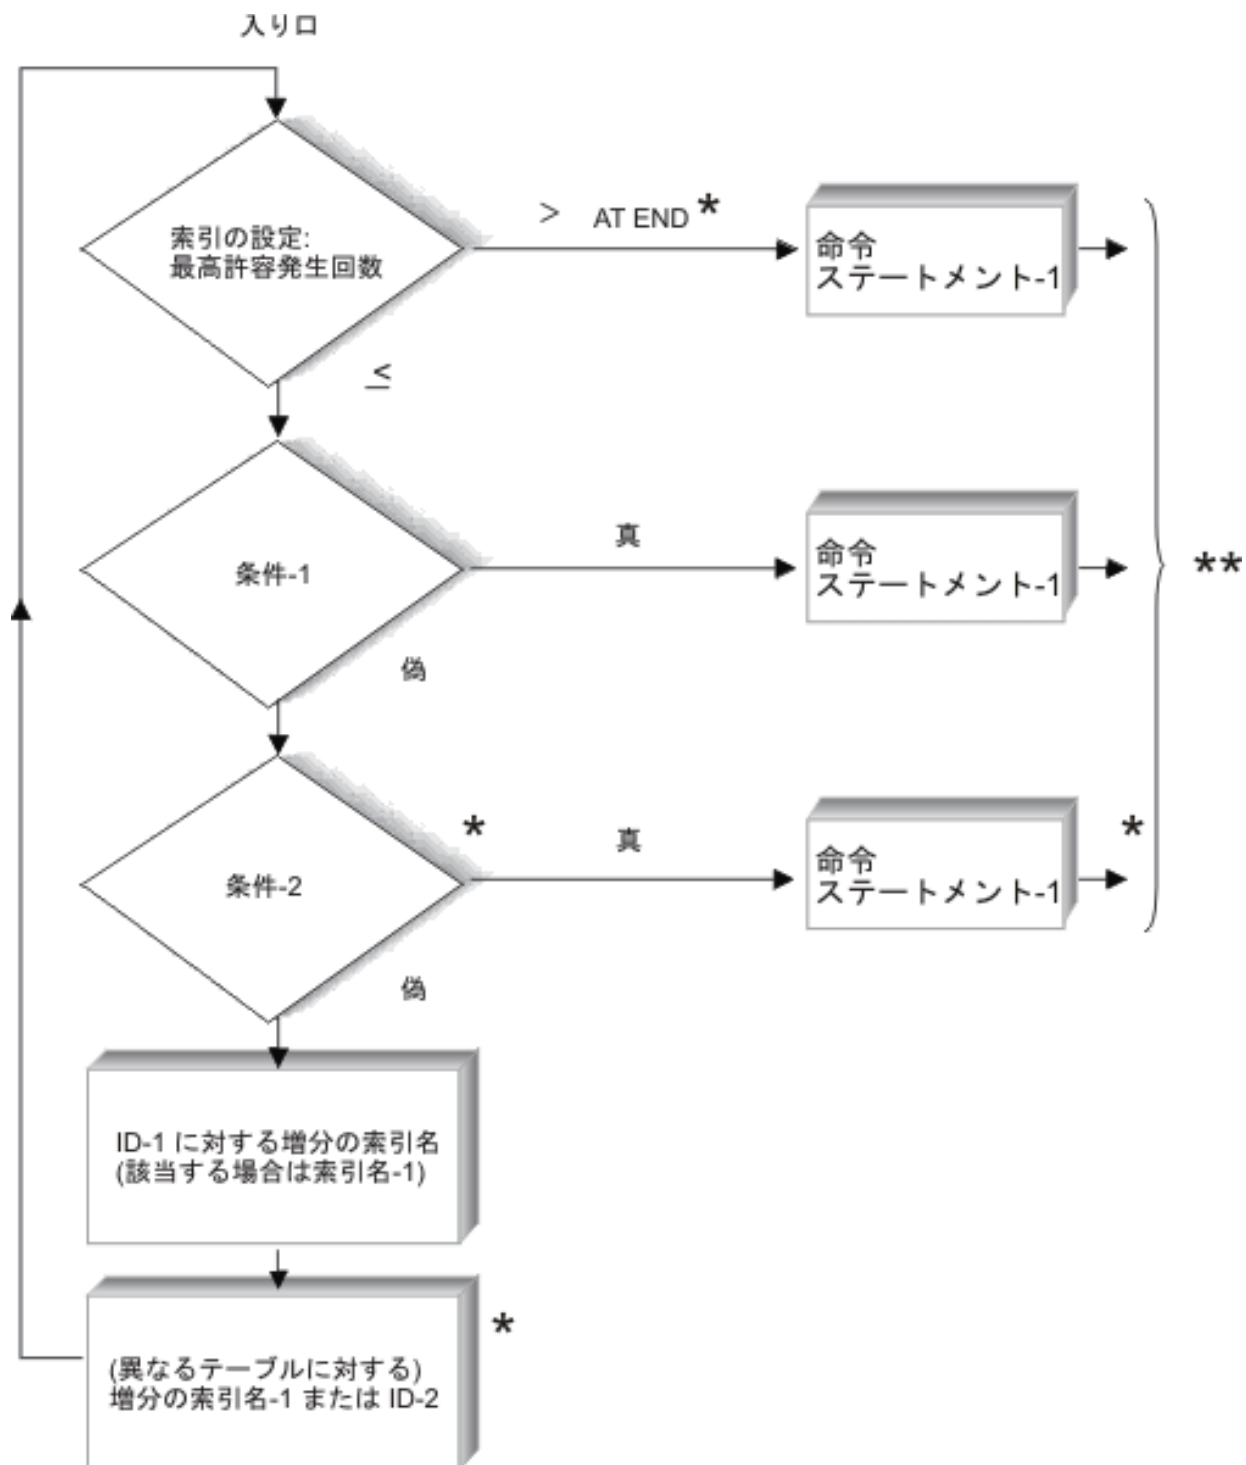 入り口
索引の設定:
最高許容発生回数
> AT END *
命令
ステートメント-1
≤
条件-1
真
命令
ステートメント-1
**
偽
条件-2
*
真
命令
ステートメント-1
*
偽
ID-1 に対する増分の索引名
(該当する場合は索引名-1)
(異なるテーブルに対する)
増分の索引名-1 または ID-2
*